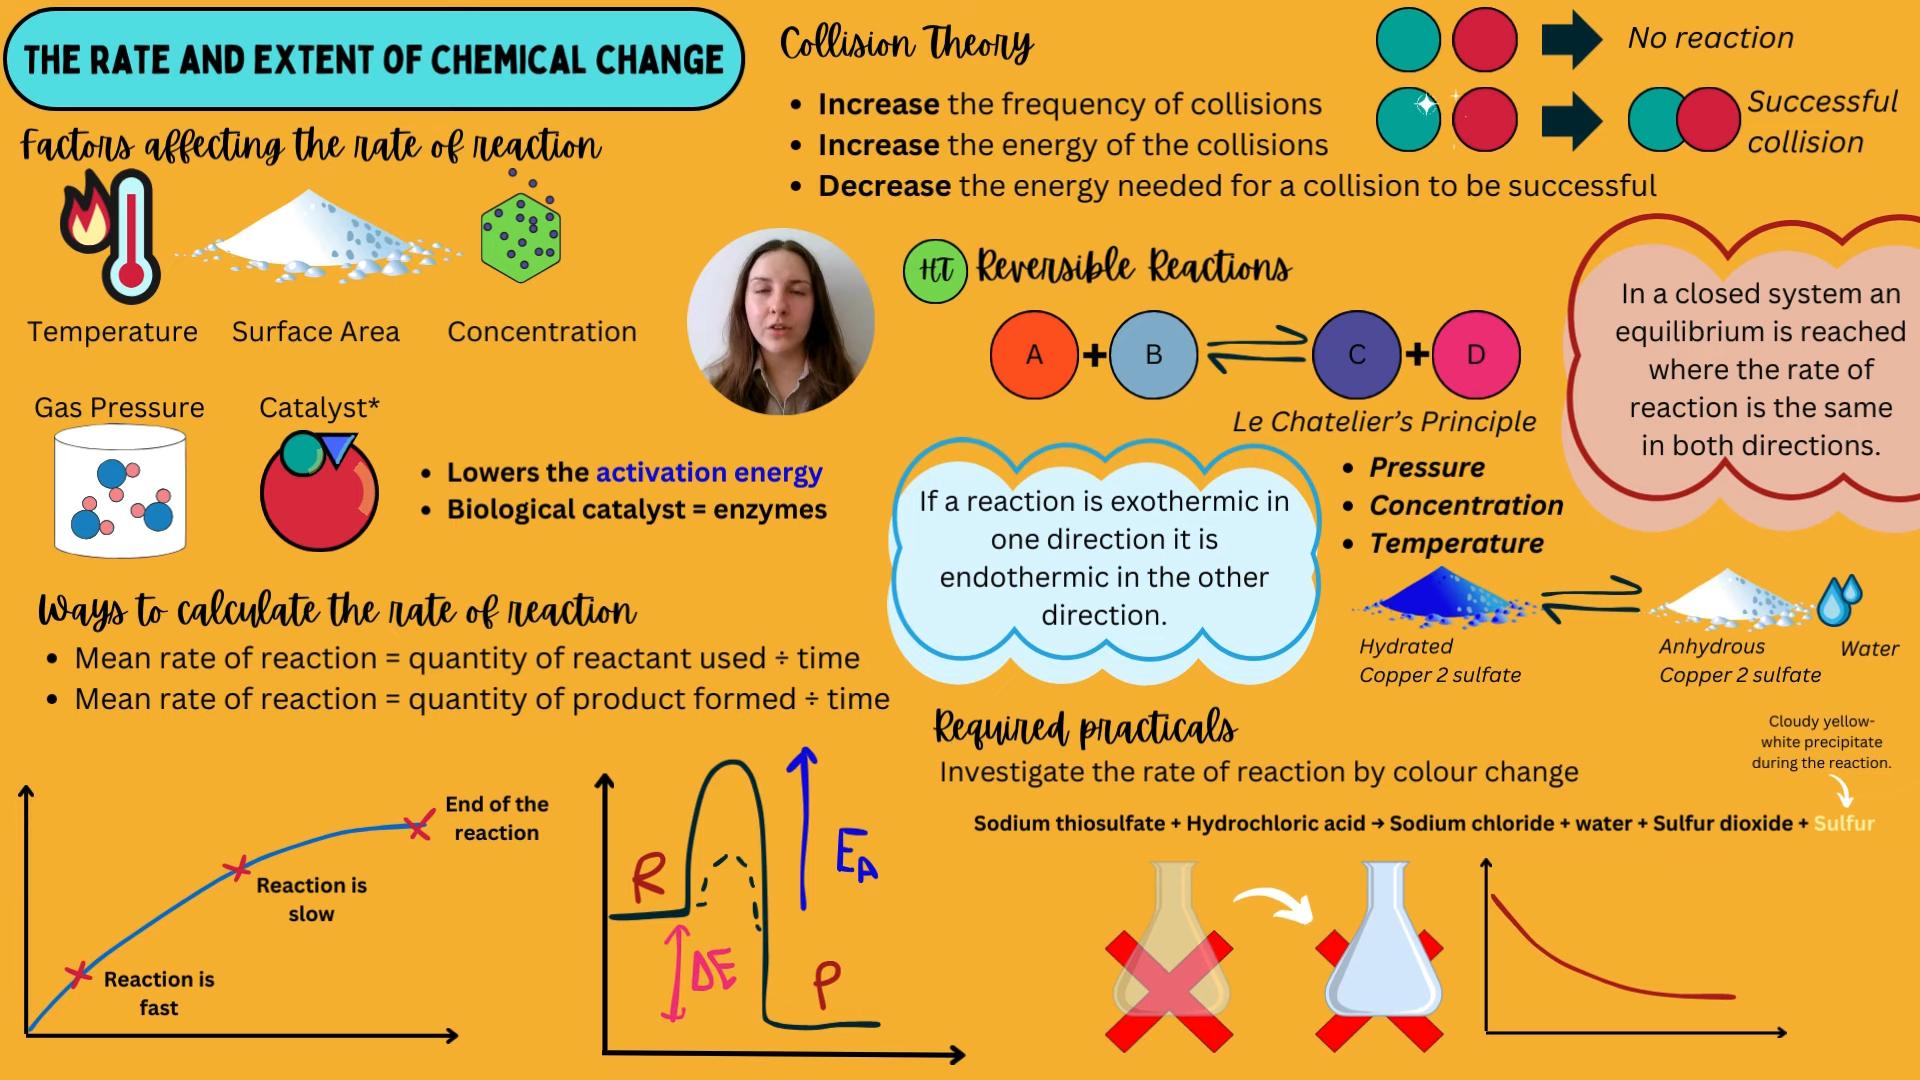 THE RATE AND EXTENT OF CHEMICAL CHANGE
Factors affecting the rate of reaction
Temperature
Surface Area
Concentration
Gas Pressure
Catalyst*
• Lowers the activation energy
• Biological catalyst = enzymes
Ways to calculate the rate of reaction
• Mean rate of reaction = quantity of reactant used ÷ time
• Mean rate of reaction = quantity of product formed ÷ time
End of the
reaction
Reaction is
slow
Reaction is
fast
R
EA
ΔE
P
Collision Theory
• Increase the frequency of collisions
• Increase the energy of the collisions
• Decrease the energy needed for a collision to be successful
No reaction
Successful
collision
HT Reversible Reactions
A + B ⇌ C + D
In a closed system an
equilibrium is reached
where the rate of
reaction is the same
in both directions.
Le Chatelier's Principle
• Pressure
• Concentration
• Temperature
If a reaction is exothermic in
one direction it is
endothermic in the other
direction.
Hydrated
Copper 2 sulfate
Anhydrous
Copper 2 sulfate
Water
Required practicals
Investigate the rate of reaction by colour change
Cloudy yellow-
white precipitate
during the reaction.
Sodium thiosulfate + Hydrochloric acid → Sodium chloride + water + Sulfur dioxide + Sulfur